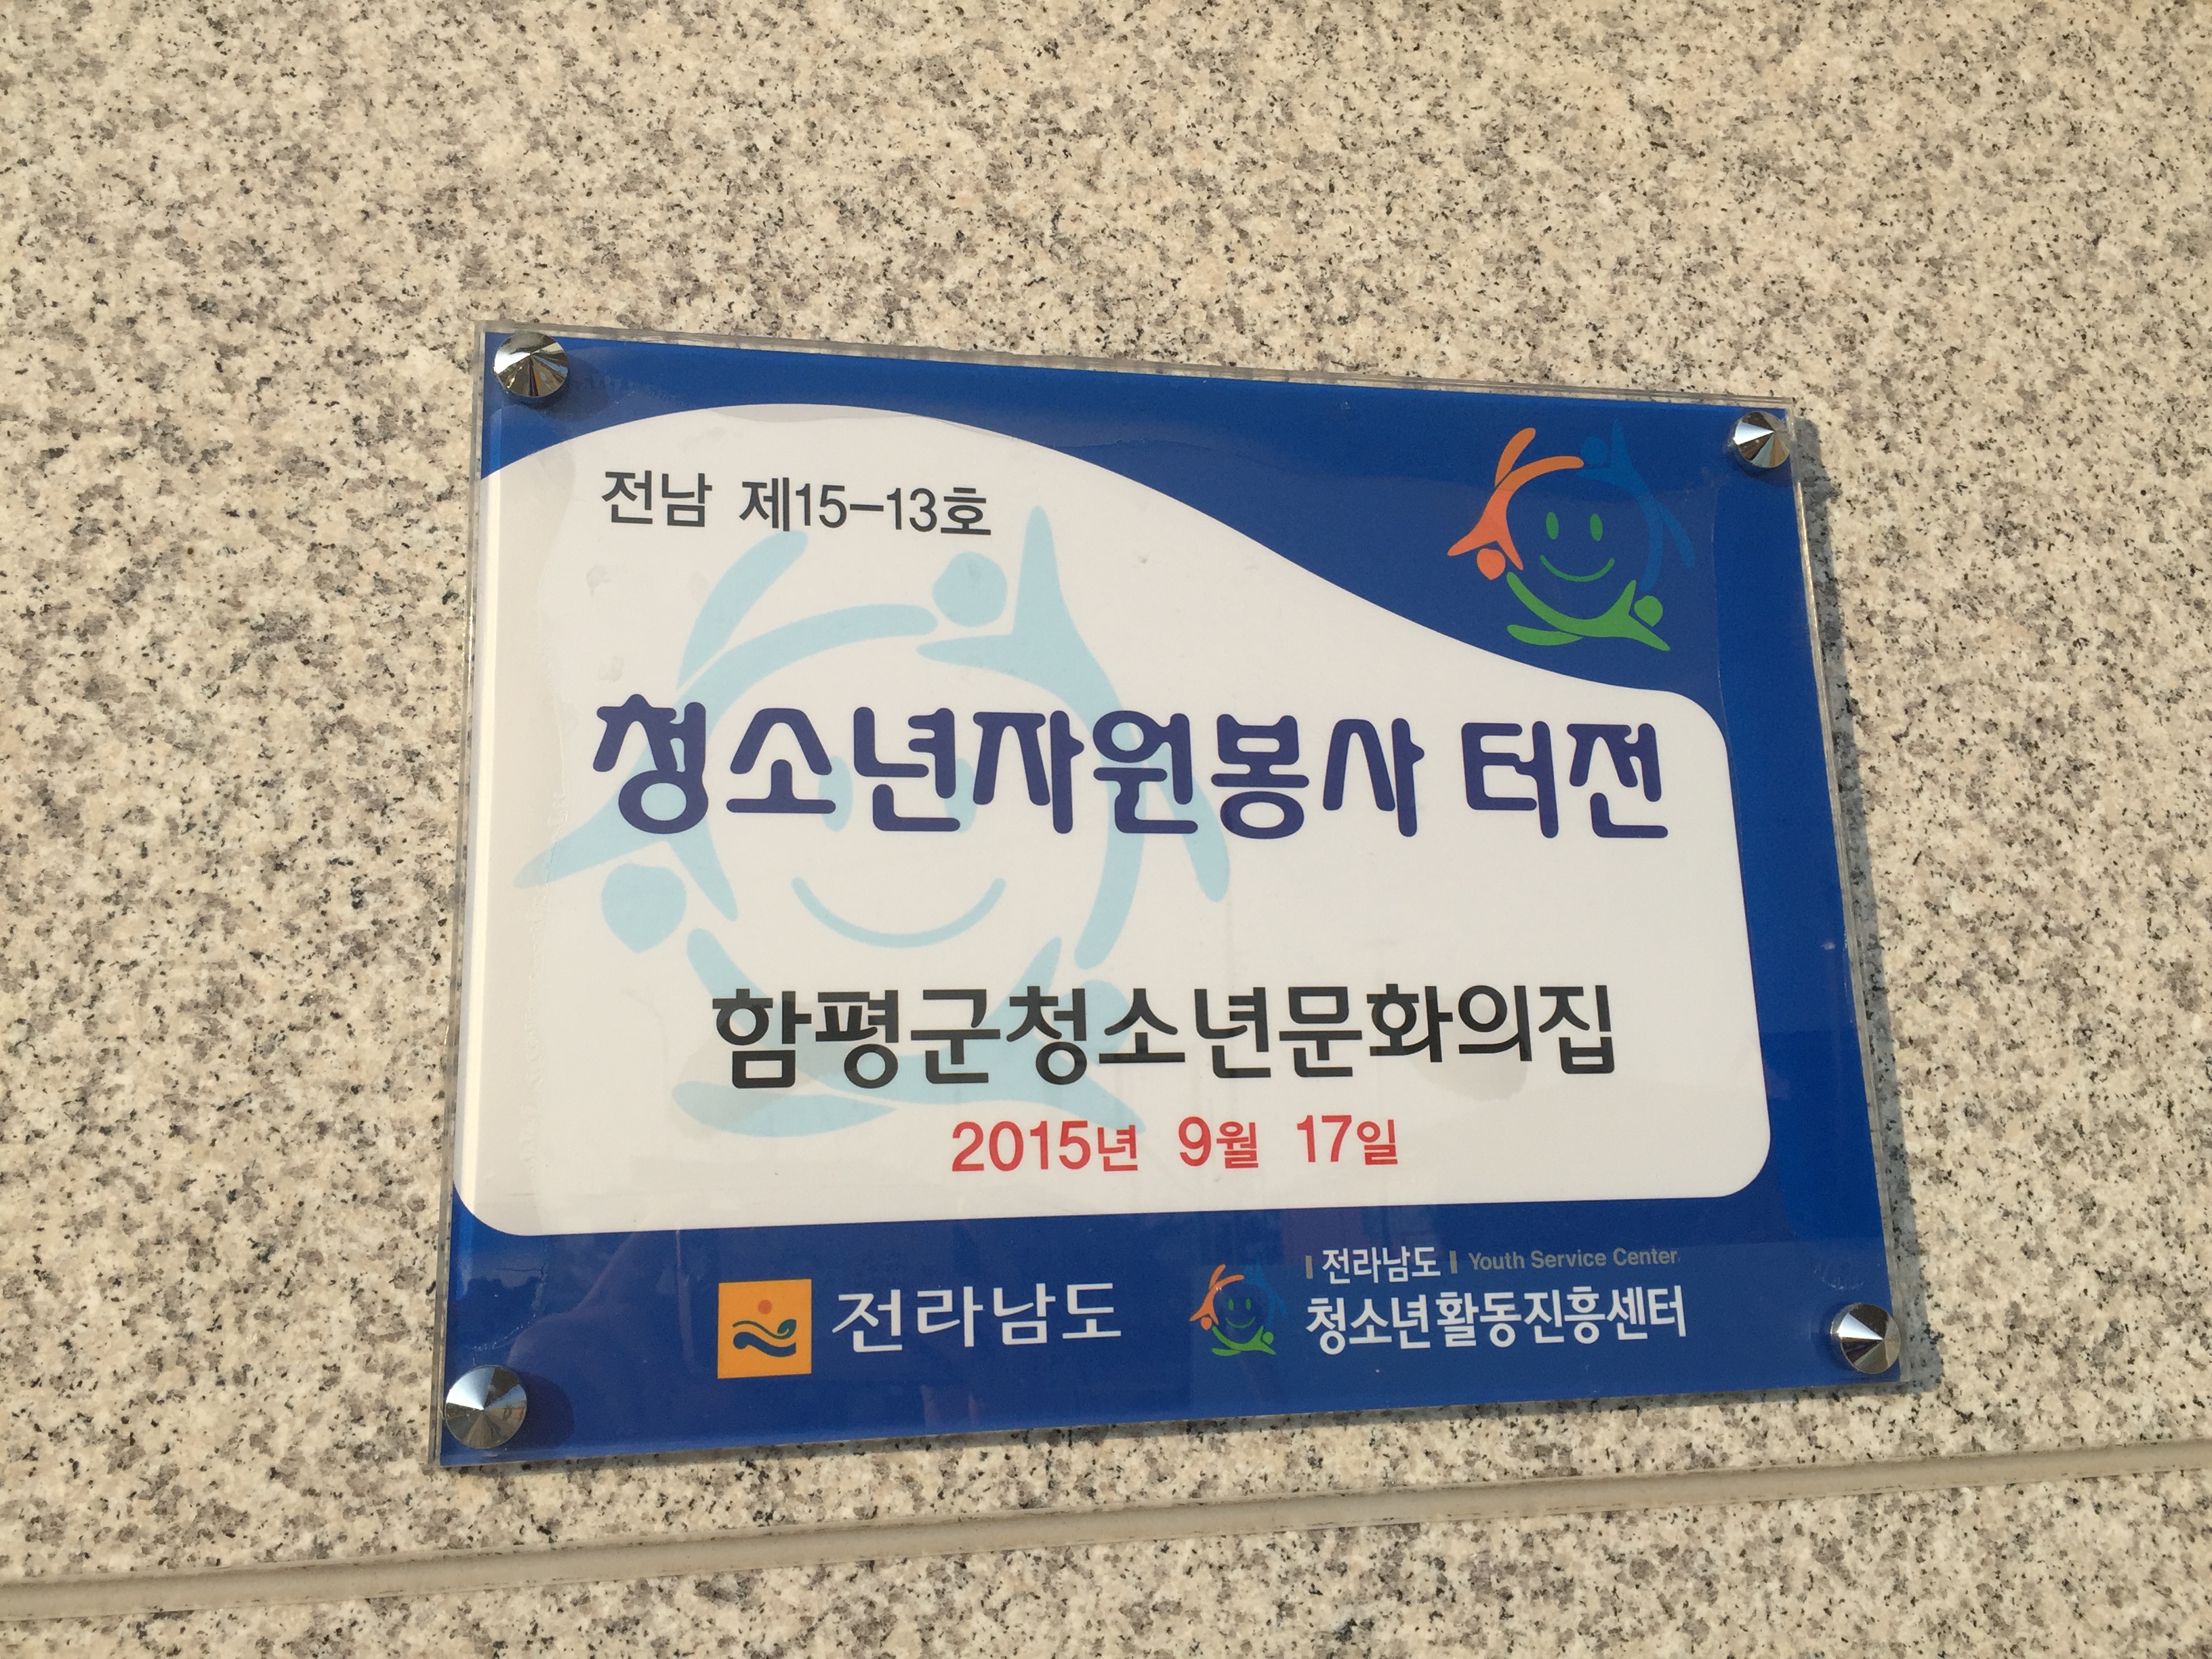 전남 제15-13호
청소년자원봉사 터전
함평군청소년문화의집
2015년 9월 17일
전라남도
전라남도 Youth Service Center
청소년활동진흥센터